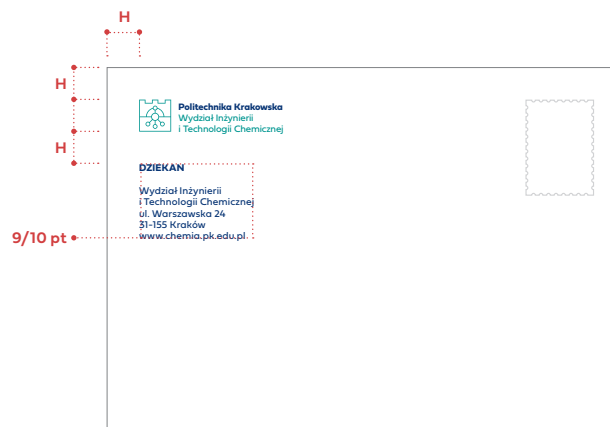 H
H
Politechnika Krakowska
Wydział Inżynierii
i Technologii Chemicznej
H
DZIEKAN
Wydział Inżynierii
i Technologii Chemicznej
ul. Warszawska 24
31-155 Kraków
9/10 pt
www.chemia.pk.edu.pl